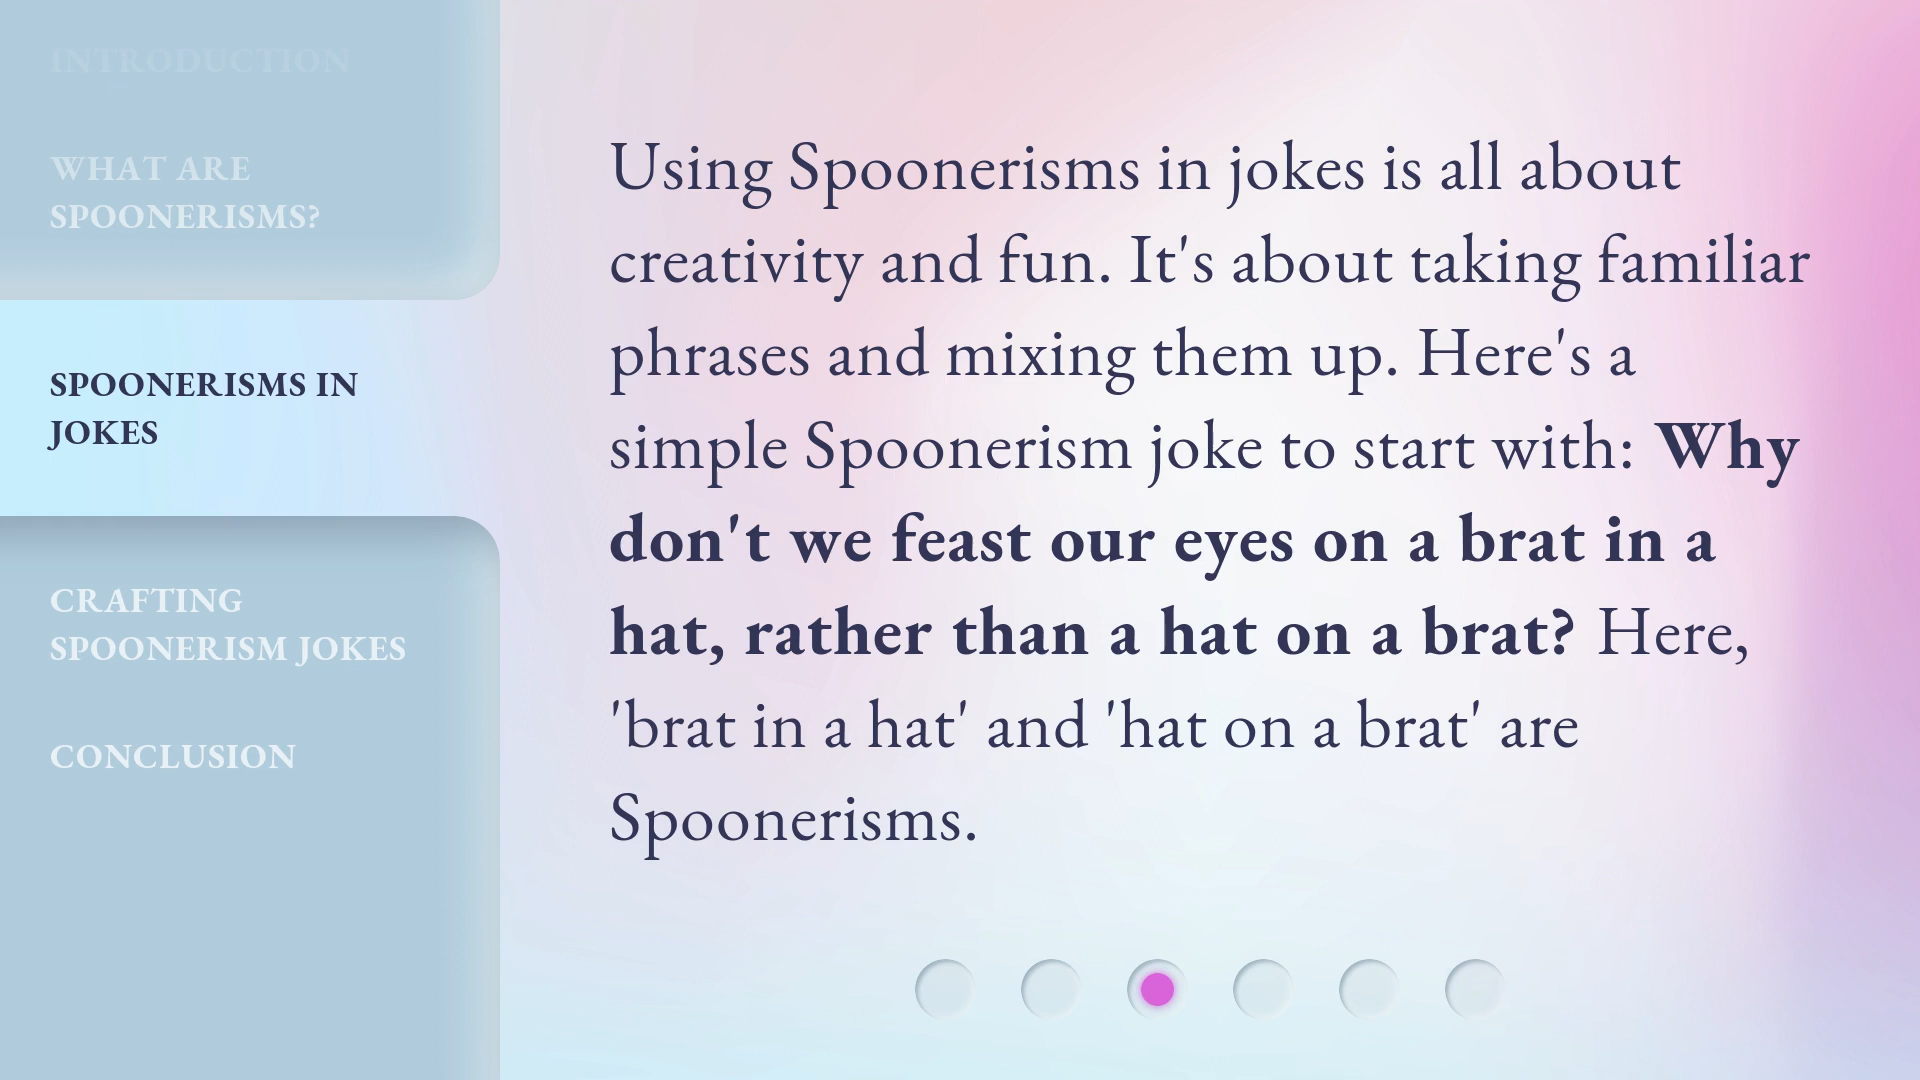 INTRODUCTION
WHAT ARE
SPOONERISMS?
SPOONERISMS IN
JOKES
CRAFTING
SPOONERISM JOKES
CONCLUSION
Using Spoonerisms in jokes is all about
creativity and fun. It's about taking familiar
phrases and mixing them up. Here's a
simple Spoonerism joke to start with: Why
don't we feast our eyes on a brat in a
hat, rather than a hat on a brat? Here,
'brat in a hat' and 'hat on a brat' are
Spoonerisms.